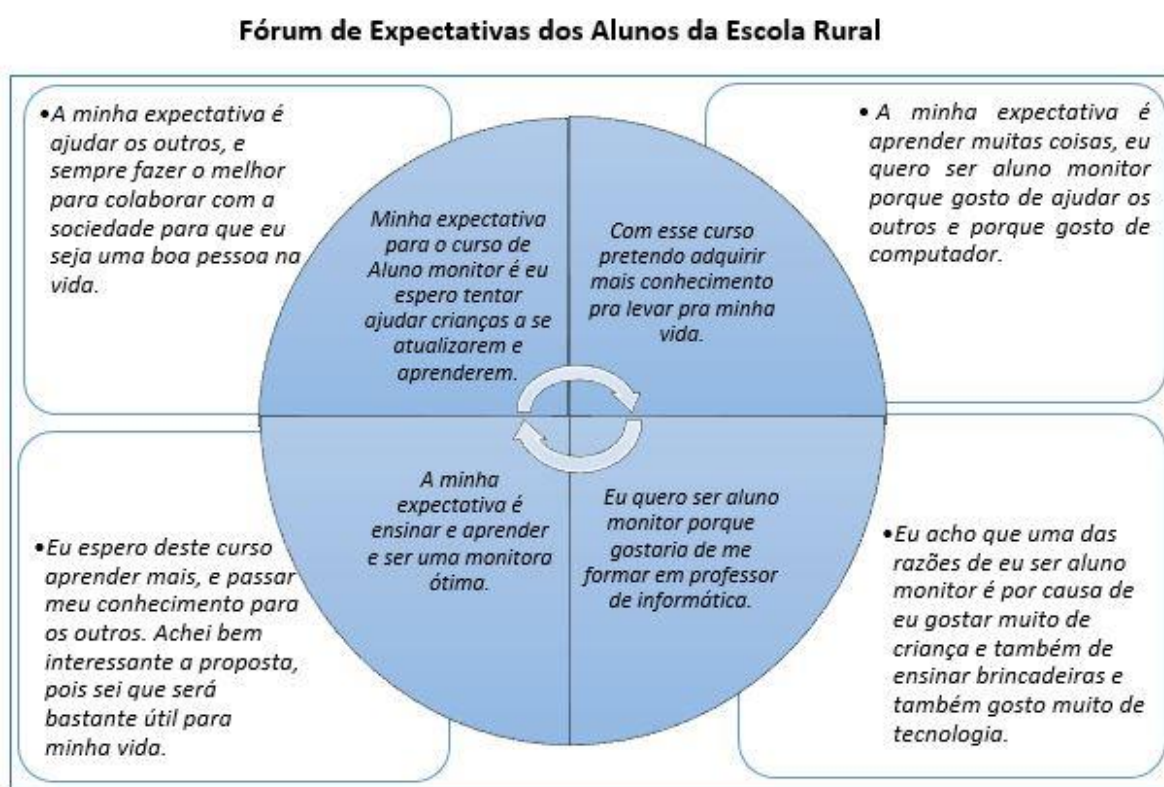 Fórum de Expectativas dos Alunos da Escola Rural
•A minha expectativa é
ajudar os outros, e
sempre fazer o melhor
para colaborar com a
sociedade para que eu
seja uma boa pessoa na
vida.
Minha expectativa
para o curso de
Aluno monitor é eu
espero tentar
ajudar crianças a se
atualizarem e
aprenderem.
Com esse curso
pretendo adquirir
mais conhecimento
pra levar pra minha
vida.
• A minha expectativa é
aprender muitas coisas, eu
quero ser aluno monitor
porque gosto de ajudar os
outros e porque gosto de
computador.
•Eu espero deste curso
aprender mais, e passar
meu conhecimento para
os outros. Achei bem
interessante a proposta,
pois sei que será
bastante útil para
minha vida.
A minha
expectativa é
ensinar e aprender
e ser uma monitora
ótima.
Eu quero ser aluno
monitor porque
gostaria de me
formar em professor
de informática.
•Eu acho que uma das
razões de eu ser aluno
monitor é por causa de
eu gostar muito de
criança e também de
ensinar brincadeiras e
também gosto muito de
tecnologia.